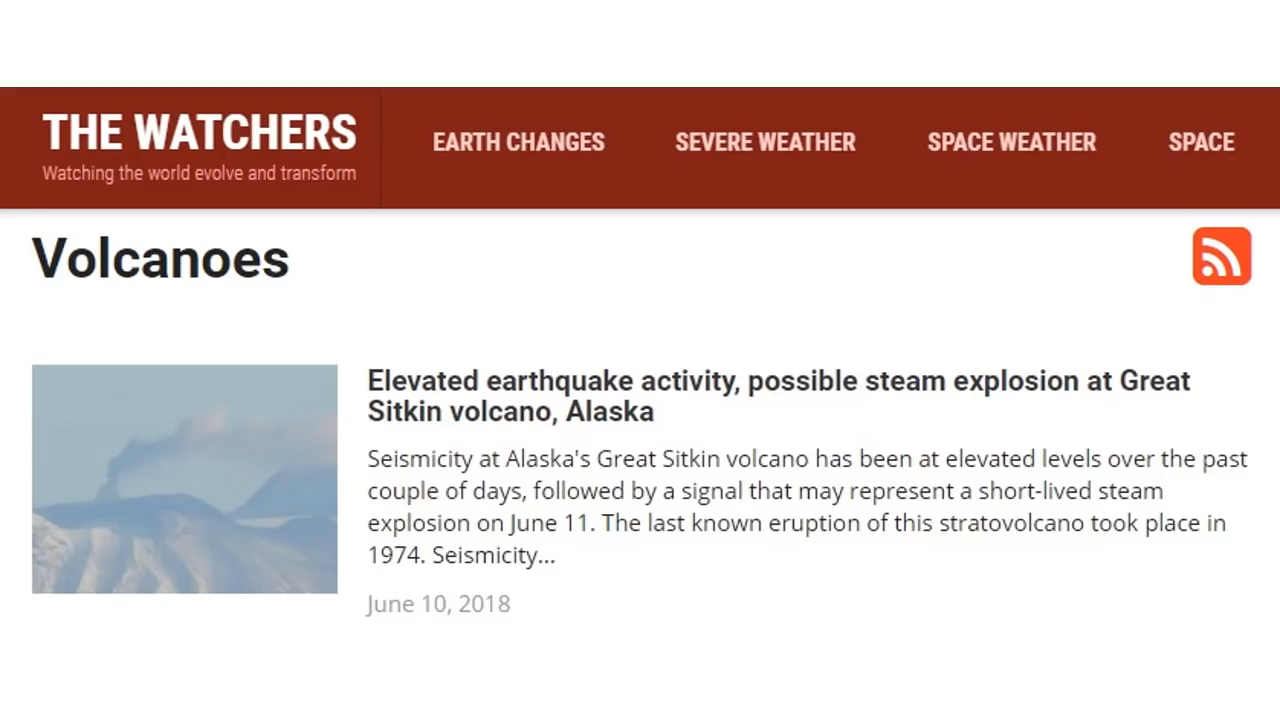 THE WATCHERS
Watching the world evolve and transform
EARTH CHANGES SEVERE WEATHER SPACE WEATHER SPACE
Volcanoes
Elevated earthquake activity, possible steam explosion at Great
Sitkin volcano, Alaska
Seismicity at Alaska's Great Sitkin volcano has been at elevated levels over the past
couple of days, followed by a signal that may represent a short-lived steam
explosion on June 11. The last known eruption of this stratovolcano took place in
1974. Seismicity...
June 10, 2018